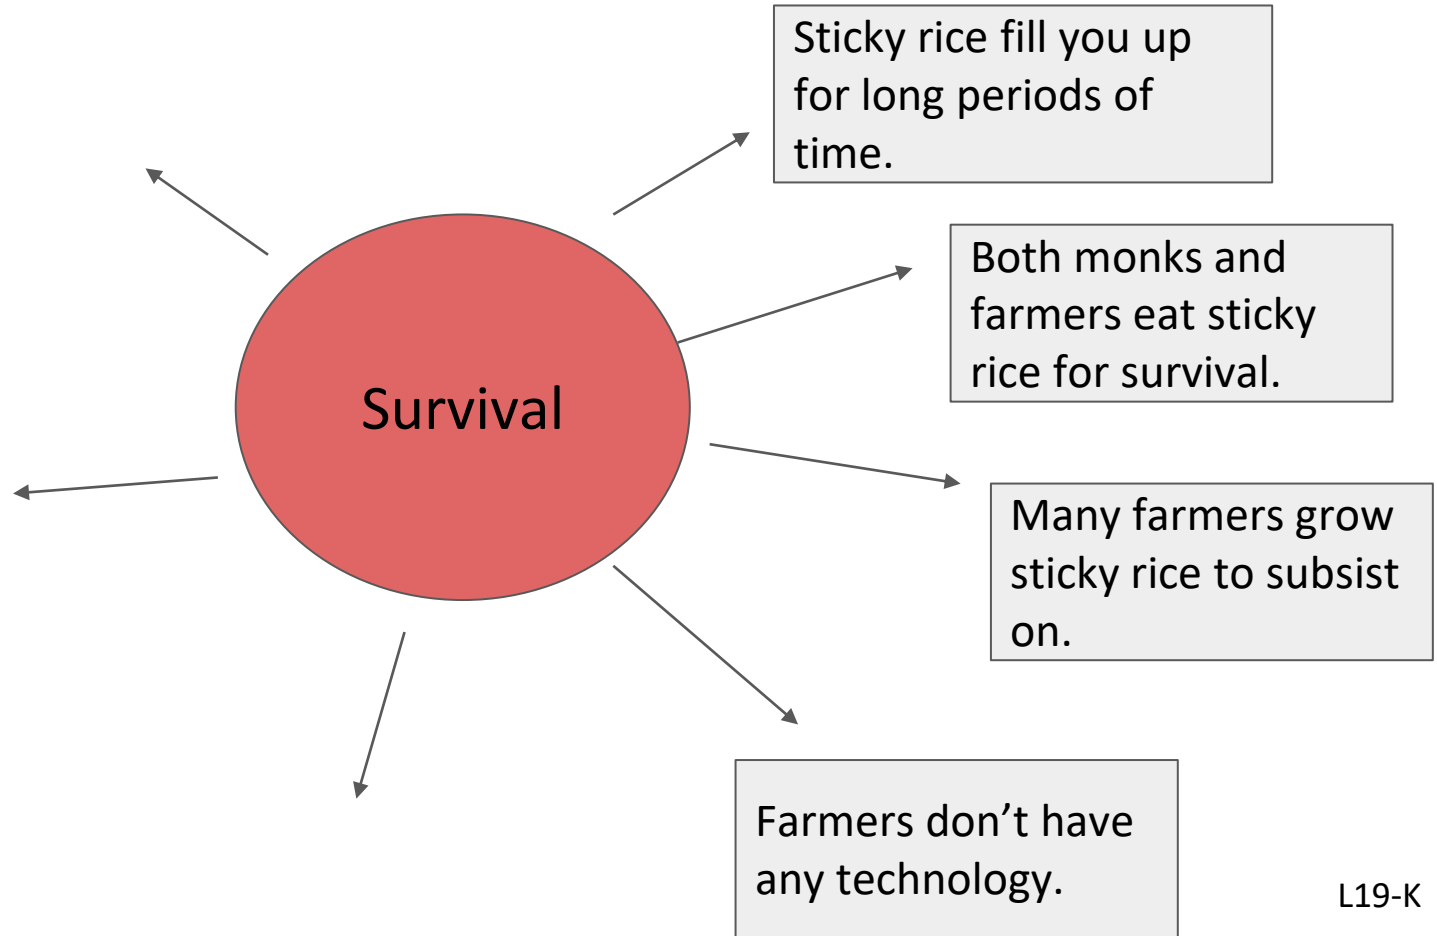 Sticky rice fill you up
for long periods of
time.
Both monks and
farmers eat sticky
rice for survival.
Survival
Many farmers grow
sticky rice to subsist
on.
Farmers don’t have
any technology.
L19-K